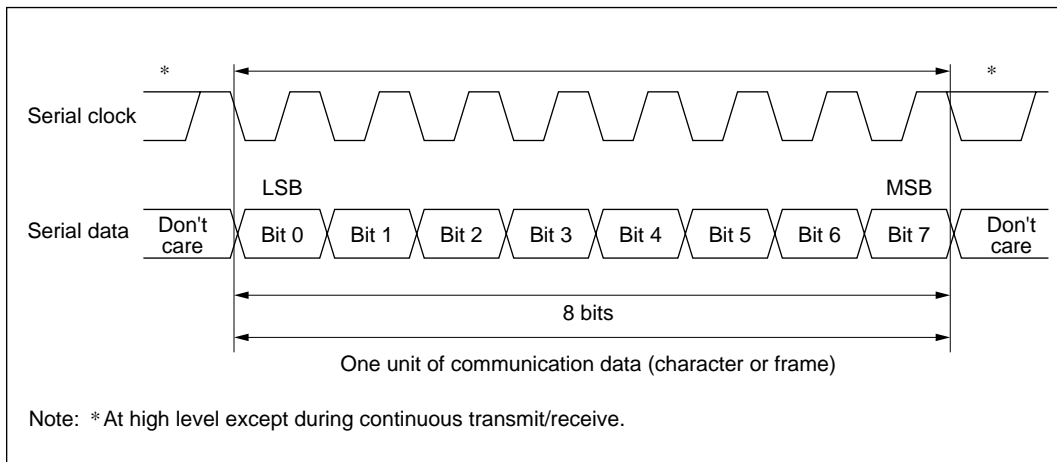 * *
Serial clock
LSB MSB
Serial data Don't care Bit 0 Bit 1 Bit 2 Bit 3 Bit 4 Bit 5 Bit 6 Bit 7 Don't care
8 bits
One unit of communication data (character or frame)
Note: * At high level except during continuous transmit/receive.